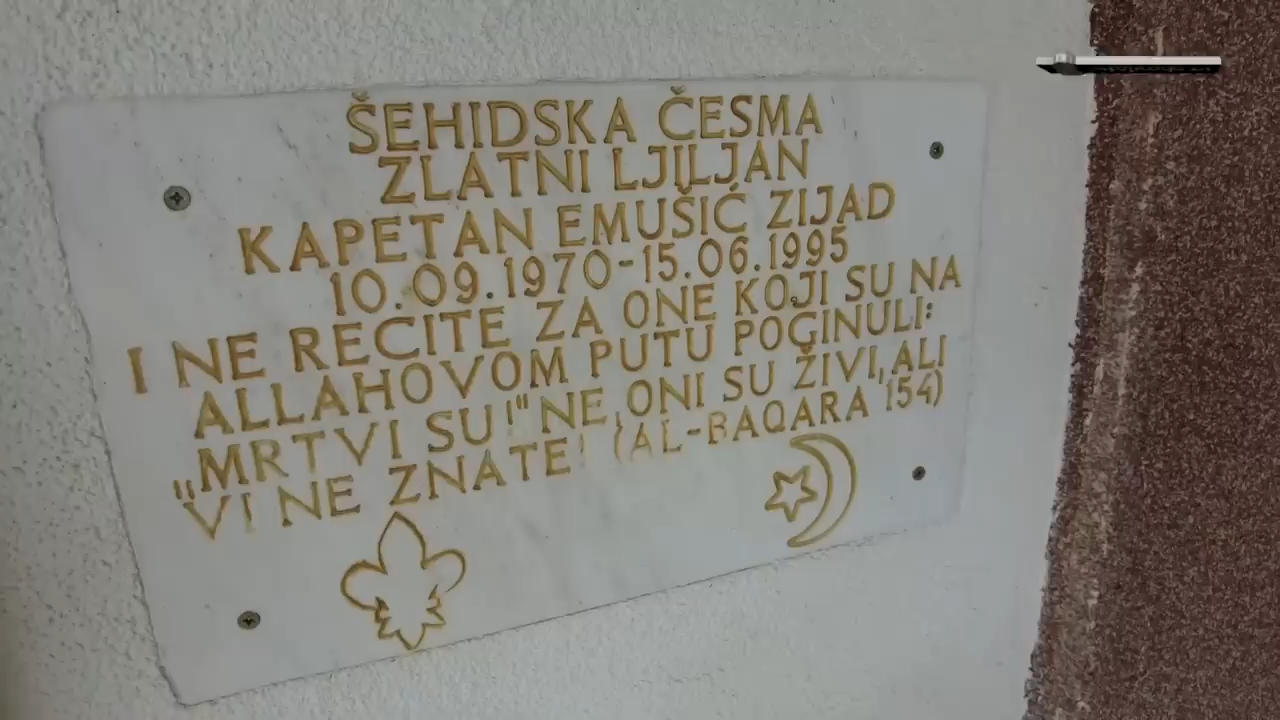 ŠEHIDSKA ČESMA
ZLATNI LJILJAN
KAPETAN EMUŠIĆ ZIJAD
10.09.1970-15.06.1995
I NE RECITE ZA ONE KOJI SU NA
ALLAHOVOM PUTU POGINULI:
„MRTVI SU!" NE, ONI SU ŽIVI, ALI
VI NE ZNATE! (AL-BAQARA 154)